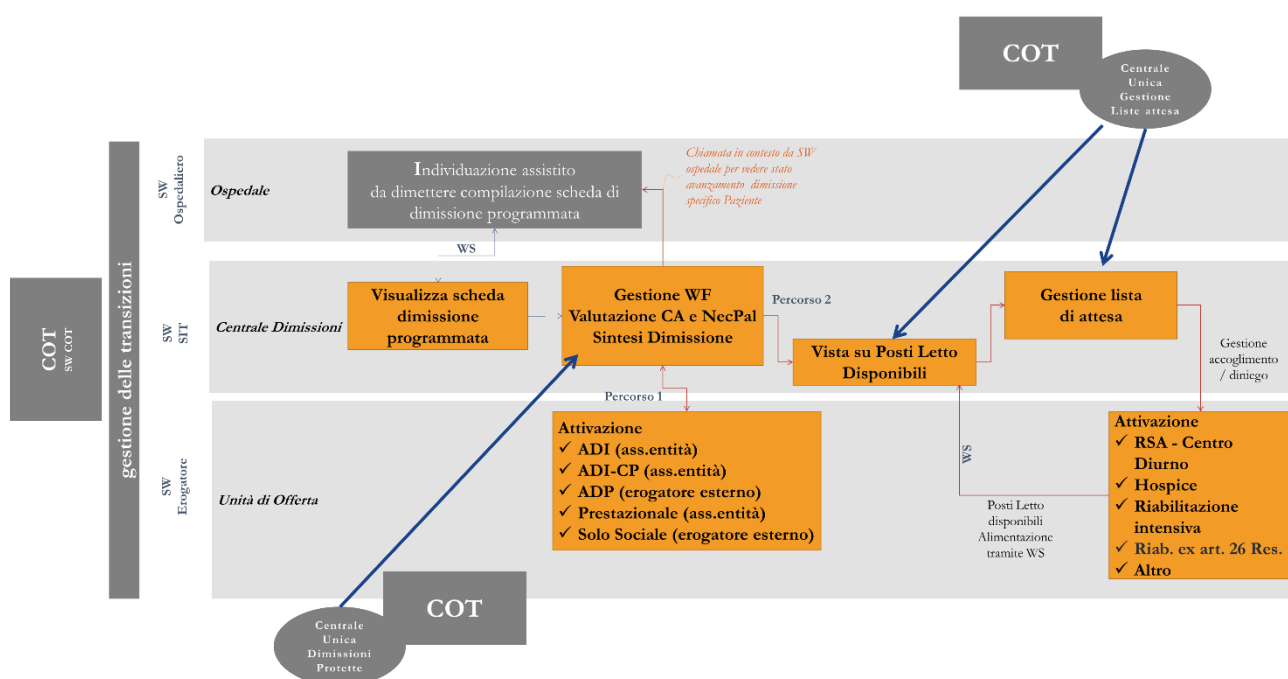 COT
Centrale
Unica
Gestione
Liste attesa
COT
SW COT
gestione delle transizioni
SW
Ospedaliero
Ospedale
Individuazione assistito
da dimettere compilazione scheda di
dimissione programmata
Chiamata in contesto da SW
ospedale per vedere stato
avanzamento dimissione
specifico Paziente
WS
SW
SIT
Centrale Dimissioni
Visualizza scheda
dimissione
programmata
Gestione WF
Valutazione CA e NecPal
Sintesi Dimissione
Percorso 2
Vista su Posti Letto
Disponibili
Gestione lista
di attesa
Gestione
accoglimento
/ diniego
Percorso 1
SW
Erogatore
Unità di Offerta
Attivazione
✓ ADI (ass.entità)
✓ ADI-CP (ass.entità)
✓ ADP (erogatore esterno)
✓ Prestazionale (ass.entità)
✓ Solo Sociale (erogatore esterno)
WS
Posti Letto
disponibili
Alimentazione
tramite WS
Attivazione
✓ RSA - Centro
Diurno
✓ Hospice
✓ Riabilitazione
intensiva
✓ Riab. ex art. 26 Res.
✓ Altro
COT
Centrale
Unica
Dimissioni
Protette